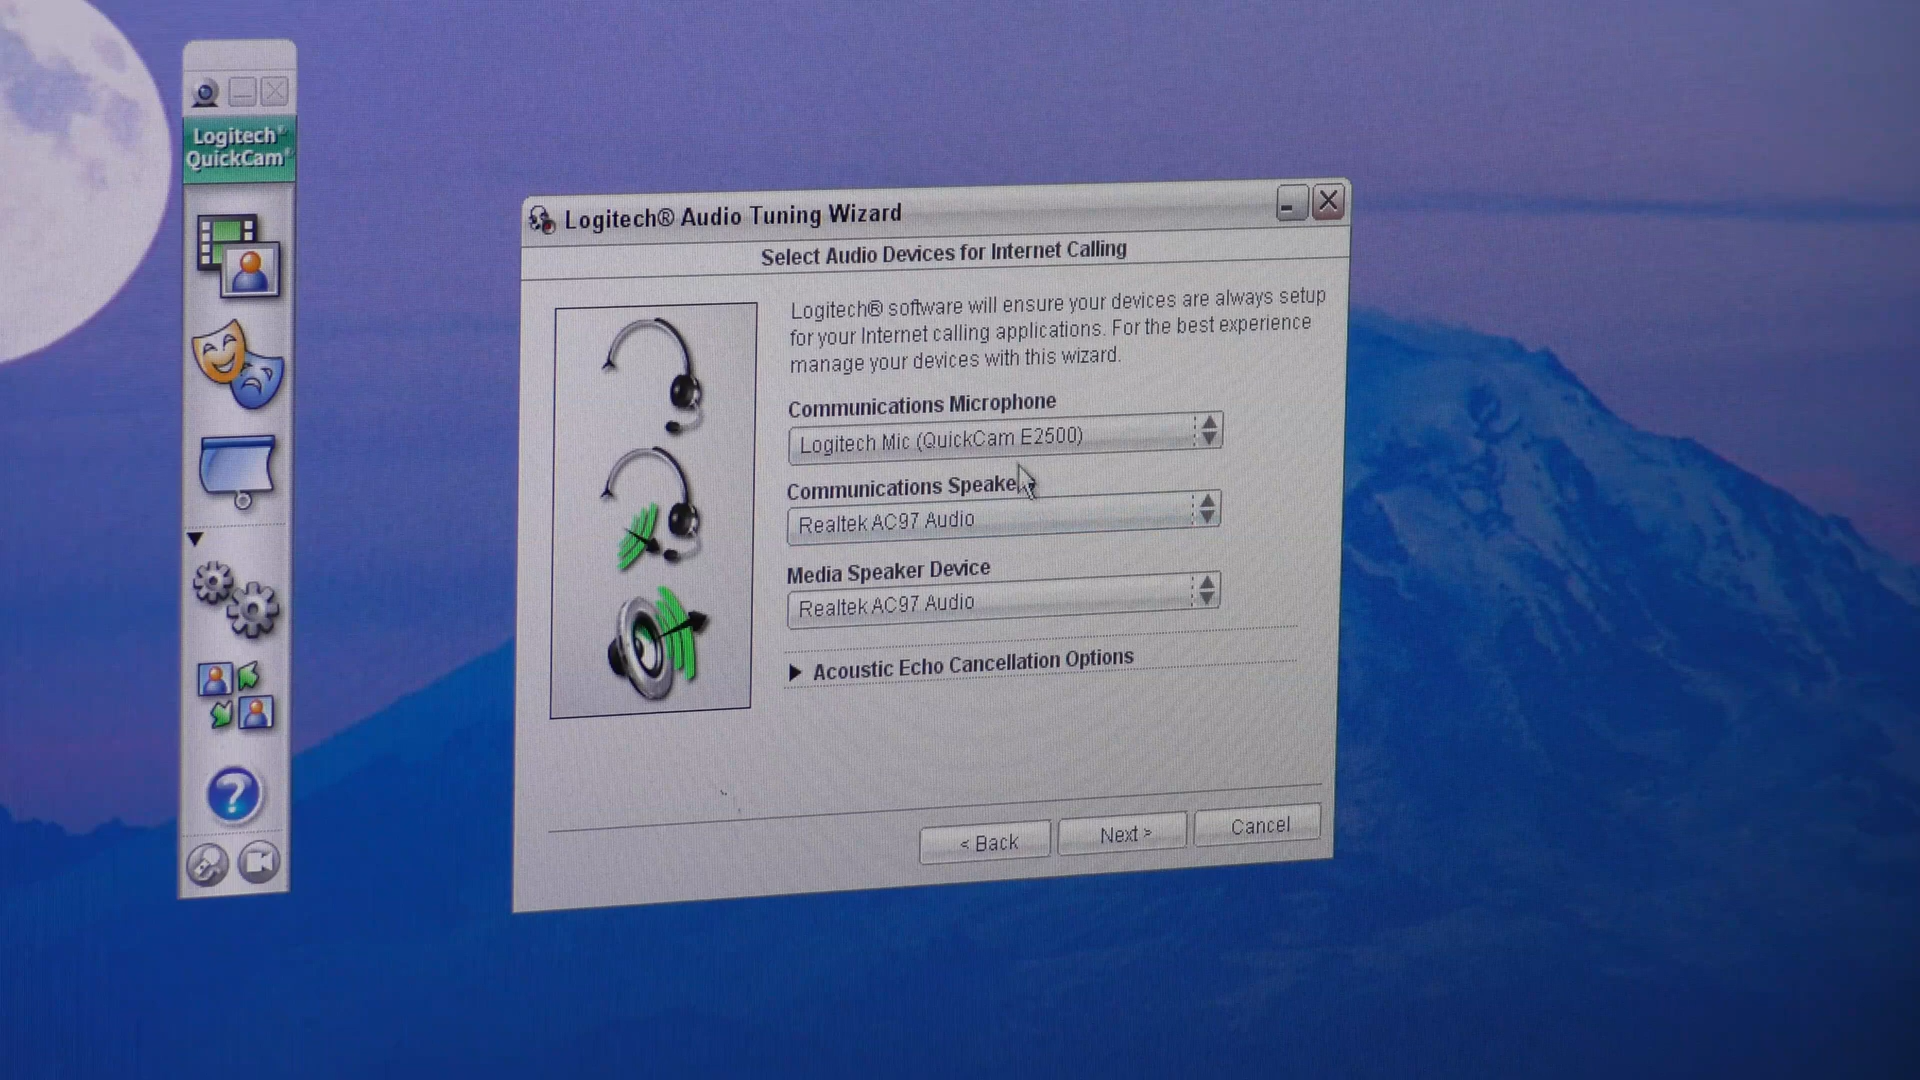 Logitech®
QuickCam®
Logitech® Audio Tuning Wizard
Select Audio Devices for Internet Calling
Logitech® software will ensure your devices are always setup
for your Internet calling applications. For the best experience
manage your devices with this wizard.
Communications Microphone
Logitech Mic (QuickCam E2500)
Communications Speaker
Realtek AC97 Audio
Media Speaker Device
Realtek AC97 Audio
Acoustic Echo Cancellation Options
< Back
Next >
Cancel
?